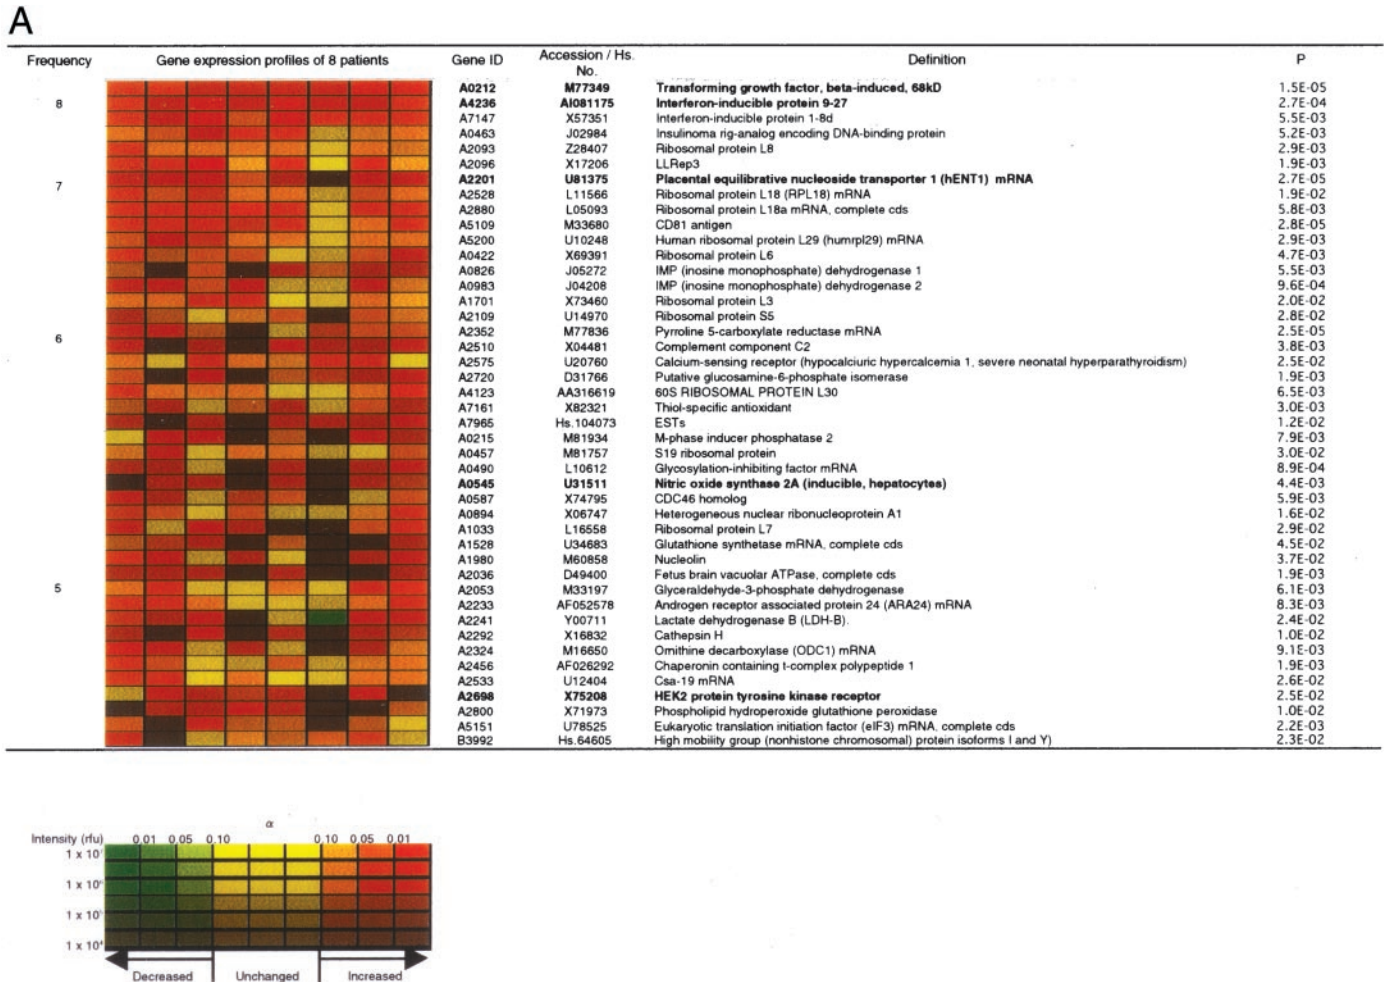 A
Frequency Gene expression profiles of 8 patients Gene ID Accession / Hs. No. Definition P
8
7
6
5
A0212 M77349 Transforming growth factor, beta-induced, 68kD 1.5E-05
A4236 AI081175 Interferon-inducible protein 9-27 2.7E-04
A7147 X57351 Interferon-inducible protein 1-8d 5.5E-03
A0463 J02984 Insulinoma rig-analog encoding DNA-binding protein 5.2E-03
A2093 Z28407 Ribosomal protein L8 2.9E-03
A2096 X17206 LLRep3 1.9E-03
A2201 U81375 Placental equilibrative nucleoside transporter 1 (hENT1) mRNA 2.7E-05
A2528 L11566 Ribosomal protein L18 (RPL18) mRNA 1.9E-02
A2880 L05093 Ribosomal protein L18a mRNA, complete cds 5.8E-03
A5109 M33680 CD81 antigen 2.8E-05
A5200 U10248 Human ribosomal protein L29 (humrpl29) mRNA 2.9E-03
A0422 X69391 Ribosomal protein L6 4.7E-03
A0826 J05272 IMP (inosine monophosphate) dehydrogenase 1 5.5E-03
A0983 J04208 IMP (inosine monophosphate) dehydrogenase 2 9.6E-04
A1701 X73460 Ribosomal protein L3 2.0E-02
A2109 U14970 Ribosomal protein S5 2.8E-02
A2352 M77836 Pyrroline 5-carboxylate reductase mRNA 2.5E-05
A2510 X04481 Complement component C2 3.8E-03
A2575 U20760 Calcium-sensing receptor (hypocalciuric hypercalcemia 1, severe neonatal hyperparathyroidism) 2.5E-02
A2720 D31766 Putative glucosamine-6-phosphate isomerase 1.9E-03
A4123 AA316619 60S RIBOSOMAL PROTEIN L30 6.5E-03
A7161 X82321 Thiol-specific antioxidant 3.0E-03
A7965 Hs.104073 ESTs 1.2E-02
A0215 M81934 M-phase inducer phosphatase 2 7.9E-03
A0457 M81757 S19 ribosomal protein 3.0E-02
A0490 L10612 Glycosylation-inhibiting factor mRNA 8.9E-04
A0545 U31511 Nitric oxide synthase 2A (inducible, hepatocytes) 4.4E-03
A0587 X74795 CDC46 homolog 5.9E-03
A0894 X06747 Heterogeneous nuclear ribonucleoprotein A1 1.6E-02
A1033 L16558 Ribosomal protein L7 2.9E-02
A1528 U34683 Glutathione synthetase mRNA, complete cds 4.5E-02
A1980 M60858 Nucleolin 3.7E-02
A2036 D49400 Fetus brain vacuolar ATPase, complete cds 1.9E-03
A2053 M33197 Glyceraldehyde-3-phosphate dehydrogenase 6.1E-03
A2233 AF052578 Androgen receptor associated protein 24 (ARA24) mRNA 8.3E-03
A2241 Y00711 Lactate dehydrogenase B (LDH-B). 2.4E-02
A2292 X16832 Cathepsin H 1.0E-02
A2324 M16650 Ornithine decarboxylase (ODC1) mRNA 9.1E-03
A2456 AF026292 Chaperonin containing t-complex polypeptide 1 1.9E-03
A2533 U12404 Csa-19 mRNA 2.6E-02
A2698 X75208 HEK2 protein tyrosine kinase receptor 2.5E-02
A2800 X71973 Phospholipid hydroperoxide glutathione peroxidase 1.0E-02
A5151 U78525 Eukaryotic translation initiation factor (eIF3) mRNA, complete cds 2.2E-03
B3992 Hs.64605 High mobility group (nonhistone chromosomal) protein isoforms I and Y) 2.3E-02
α
Intensity (rfu) 0.01 0.05 0.10 0.10 0.05 0.01
1 x 10⁷
1 x 10⁶
1 x 10⁵
1 x 10⁴
Decreased Unchanged Increased